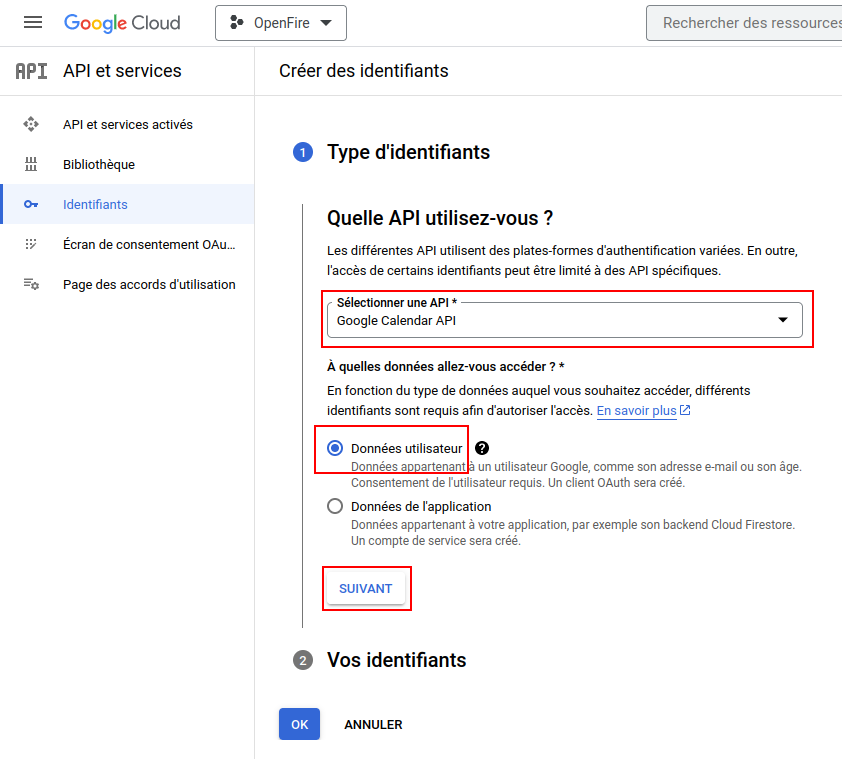 Google Cloud
OpenFire
Rechercher des ressources
API
API et services
Créer des identifiants
API et services activés
Bibliothèque
Identifiants
Écran de consentement OAu...
Page des accords d'utilisation
1 Type d'identifiants
Quelle API utilisez-vous ?
Les différentes API utilisent des plates-formes d'authentification variées. En outre,
l'accès de certains identifiants peut être limité à des API spécifiques.
Sélectionner une API *
Google Calendar API
À quelles données allez-vous accéder ? *
En fonction du type de données auquel vous souhaitez accéder, différents
identifiants sont requis afin d'autoriser l'accès. En savoir plus
Données utilisateur ?
Données appartenant à un utilisateur Google, comme son adresse e-mail ou son âge.
Consentement de l'utilisateur requis. Un client OAuth sera créé.
Données de l'application
Données appartenant à votre application, par exemple son backend Cloud Firestore.
Un compte de service sera créé.
SUIVANT
2 Vos identifiants
OK
ANNULER